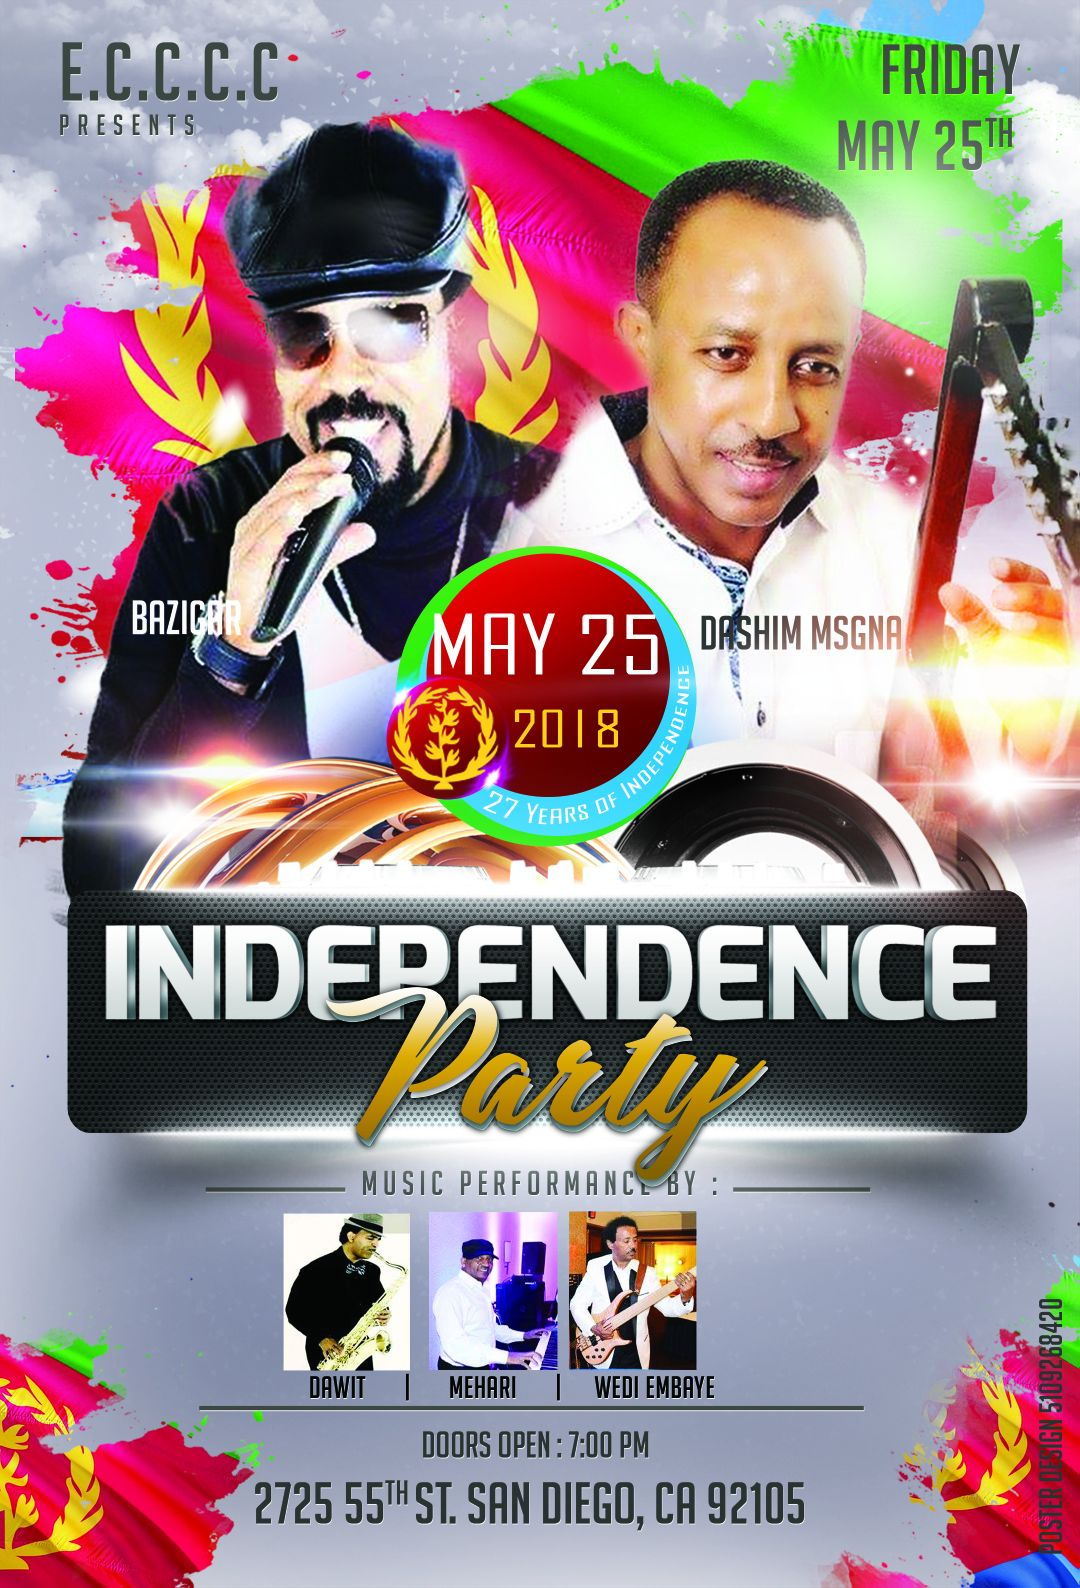 E.C.C.C.C
PRESENTS
FRIDAY
MAY 25TH
BAZIGAR
DASHIM MSGNA
MAY 25
2018
27 YEARS OF INDEPENDENCE
INDEPENDENCE
Party
MUSIC PERFORMANCE BY :
DAWIT | MEHARI | WEDI EMBAYE
DOORS OPEN : 7:00 PM
2725 55TH ST. SAN DIEGO, CA 92105
POSTER DESIGN 5109268420